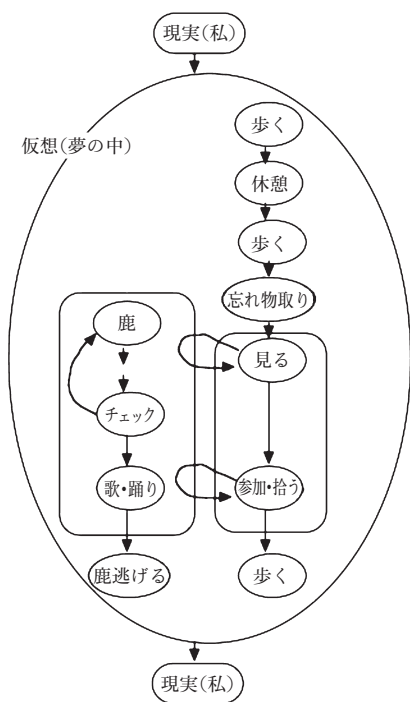 現実(私)
仮想(夢の中)
歩く
休憩
歩く
忘れ物取り
鹿
チェック
歌・踊り
鹿逃げる
見る
参加・拾う
歩く
現実(私)